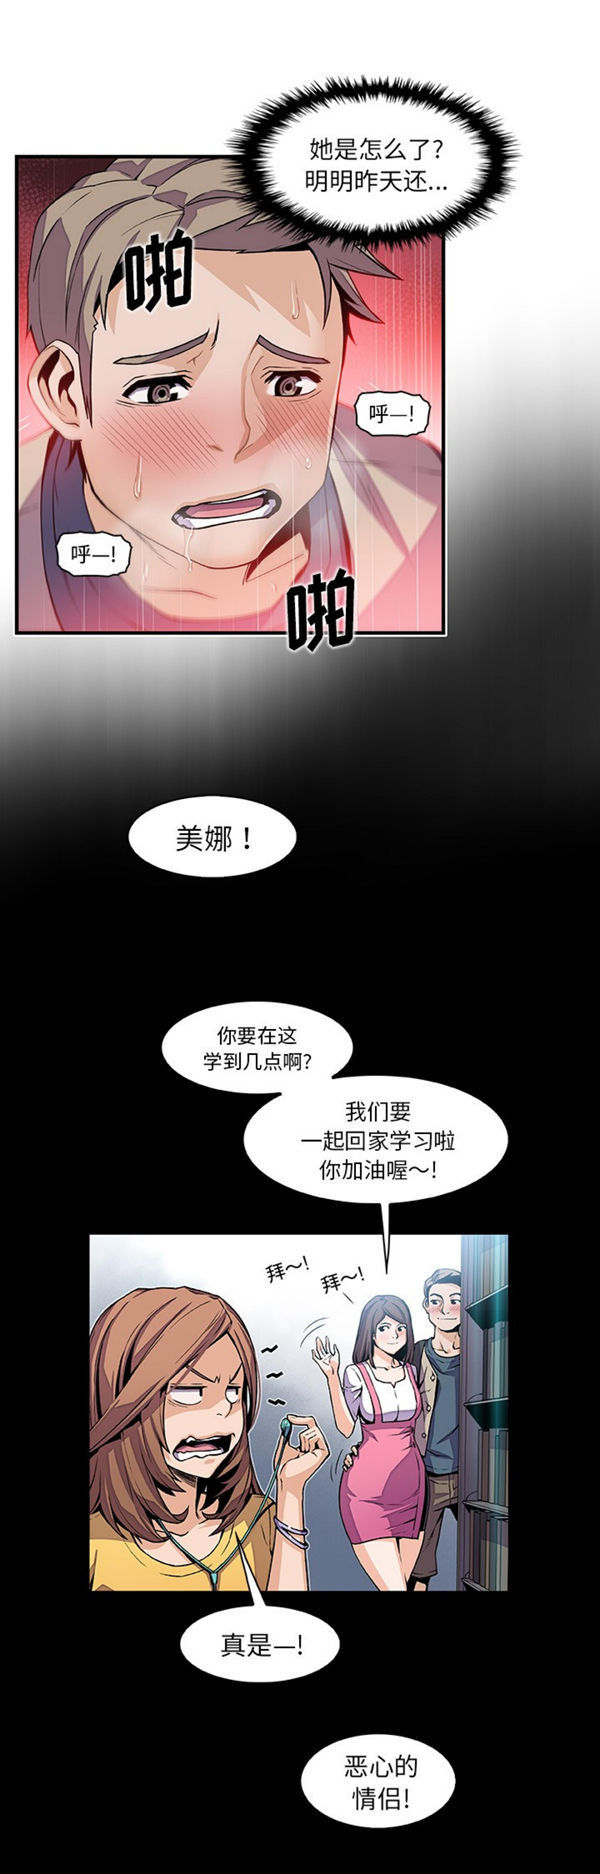 她是怎么了?
明明昨天还...
啪
呼—!
呼—!
啪
美娜！
你要在这
学到几点啊?
我们要
一起回家学习啦
你加油喔～!
拜～!
拜～!
真是—!
恶心的
情侣!